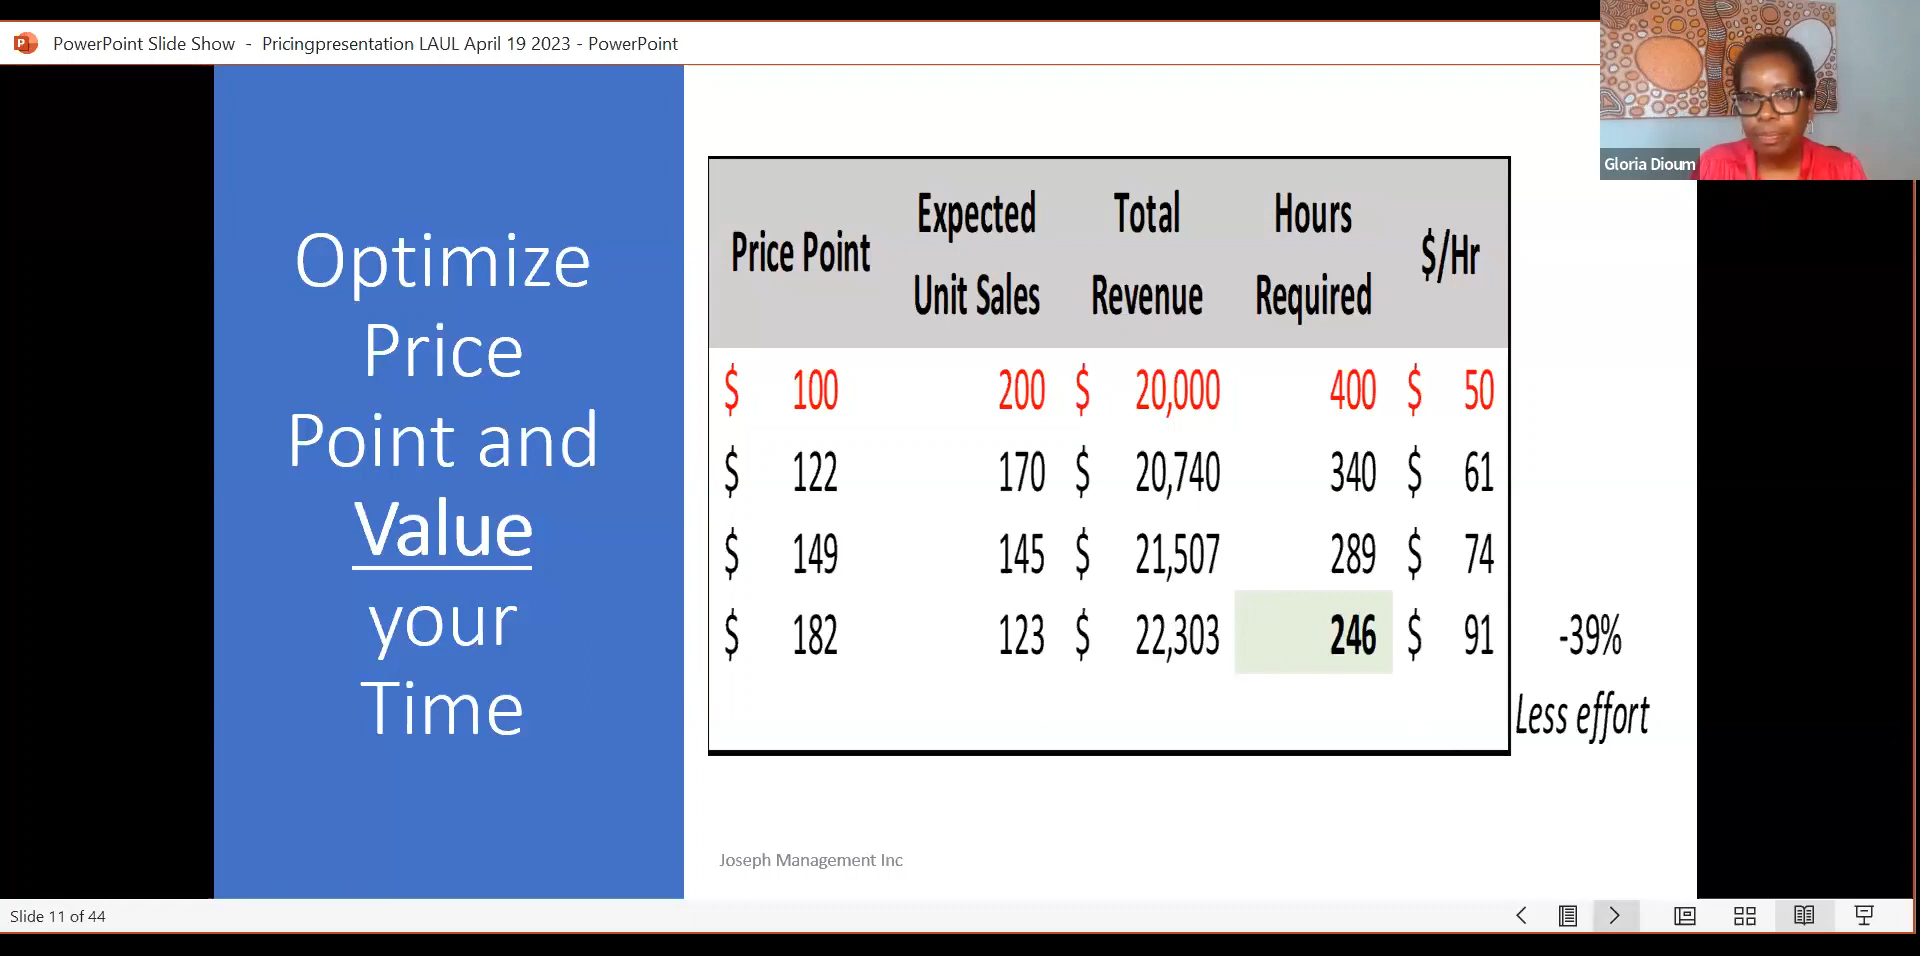 PowerPoint Slide Show - Pricingpresentation LAUL April 19 2023 - PowerPoint
Gloria Dioum
Optimize
Price
Point and
Value
your
Time
Price Point Expected Unit Sales Total Revenue Hours Required $/Hr
$ 100 200 $ 20,000 400 $ 50
$ 122 170 $ 20,740 340 $ 61
$ 149 145 $ 21,507 289 $ 74
$ 182 123 $ 22,303 246 $ 91 -39%
Less effort
Joseph Management Inc
Slide 11 of 44